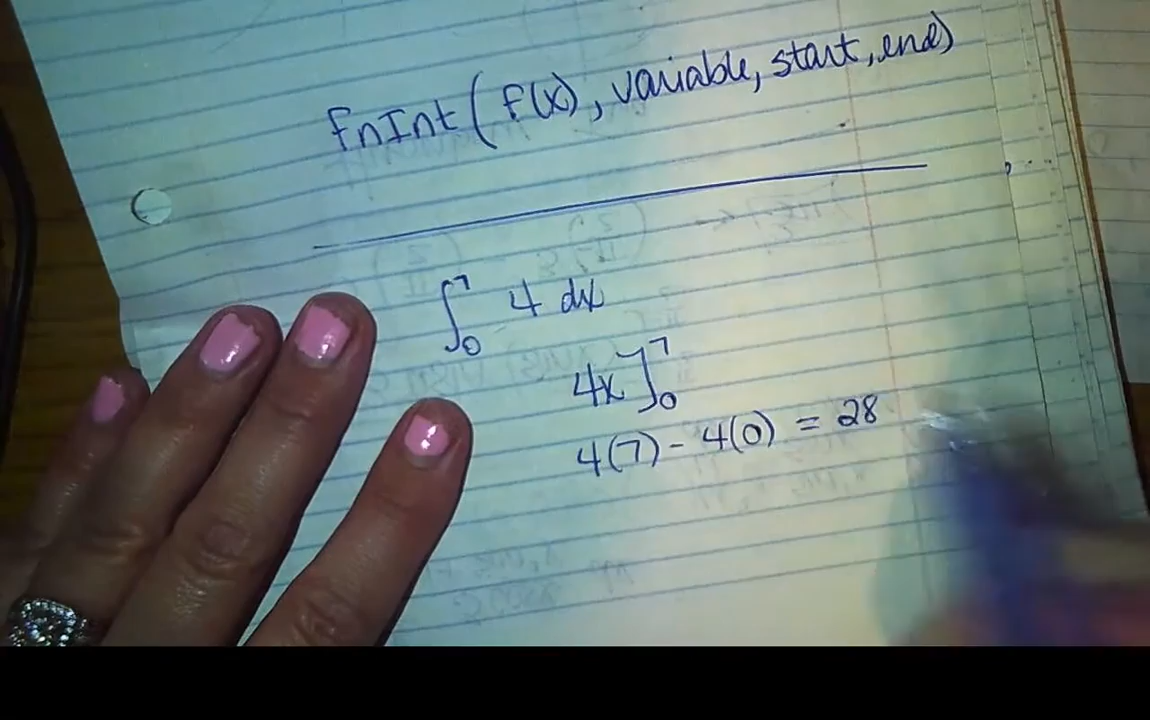 fnInt(f(x), variable, start, end)
∫₀⁷ 4 dx
4x]₀⁷
4(7) - 4(0) = 28